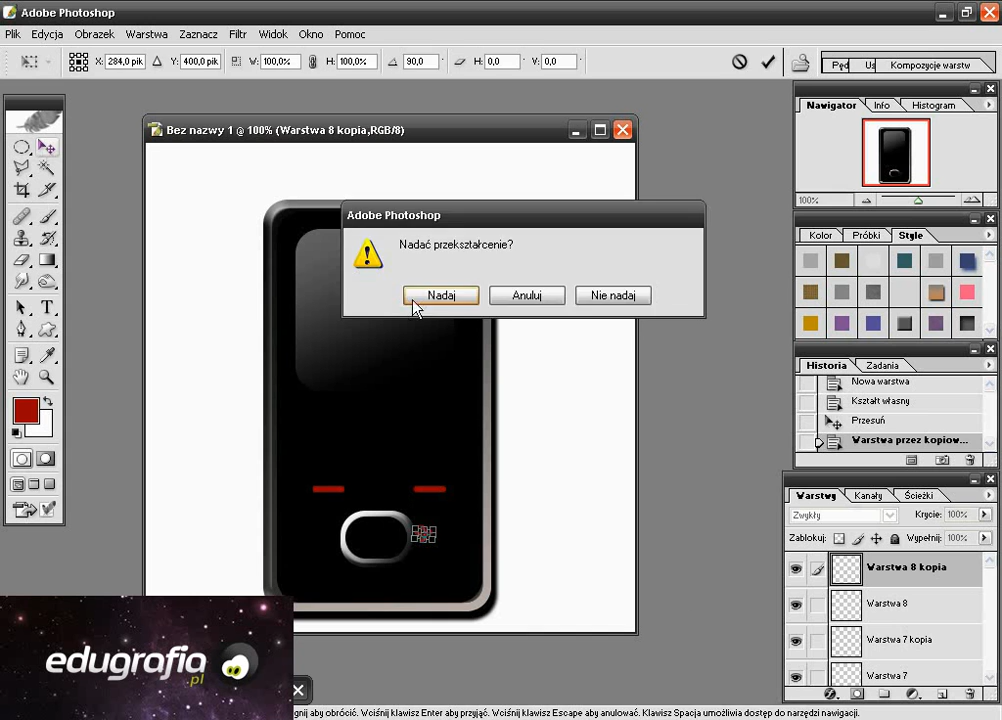 Adobe Photoshop
Plik Edycja Obrazek Warstwa Zaznacz Filtr Widok Okno Pomoc
X: 284,0 pik Y: 400,0 pik W: 100,0% H: 100,0% 90,0 H: 0,0 V: 0,0
Pęd Us Kompozycje warstw
Bez nazwy 1 @ 100% (Warstwa 8 kopia,RGB/8)
Navigator Info Histogram
100%
Adobe Photoshop
Nadać przekształcenie?
Nadaj Anuluj Nie nadaj
Kolor Próbki Style
Historia Zadania
Nowa warstwa
Kształt własny
Przesuń
Warstwa przez kopiow...
Warstwy Kanały Ścieżki
Zwykły Krycie: 100%
Zablokuj: Wypełnij: 100%
Warstwa 8 kopia
Warstwa 8
Warstwa 7 kopia
Warstwa 7
edugrafia
.pl
gnij aby obrócić. Wciśnij klawisz Enter aby przyjąć. Wciśnij klawisz Escape aby anulować. Klawisz Spacja umożliwia dostęp do narzędzi nawigacji.